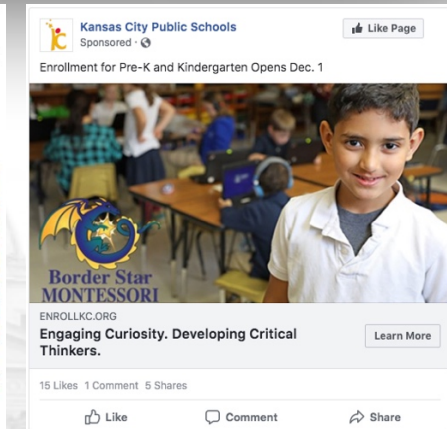 Kansas City Public Schools
Sponsored ·
Like Page
Enrollment for Pre-K and Kindergarten Opens Dec. 1
Border Star
MONTESSORI
ENROLLKC.ORG
Engaging Curiosity. Developing Critical
Thinkers.
Learn More
15 Likes 1 Comment 5 Shares
Like
Comment
Share